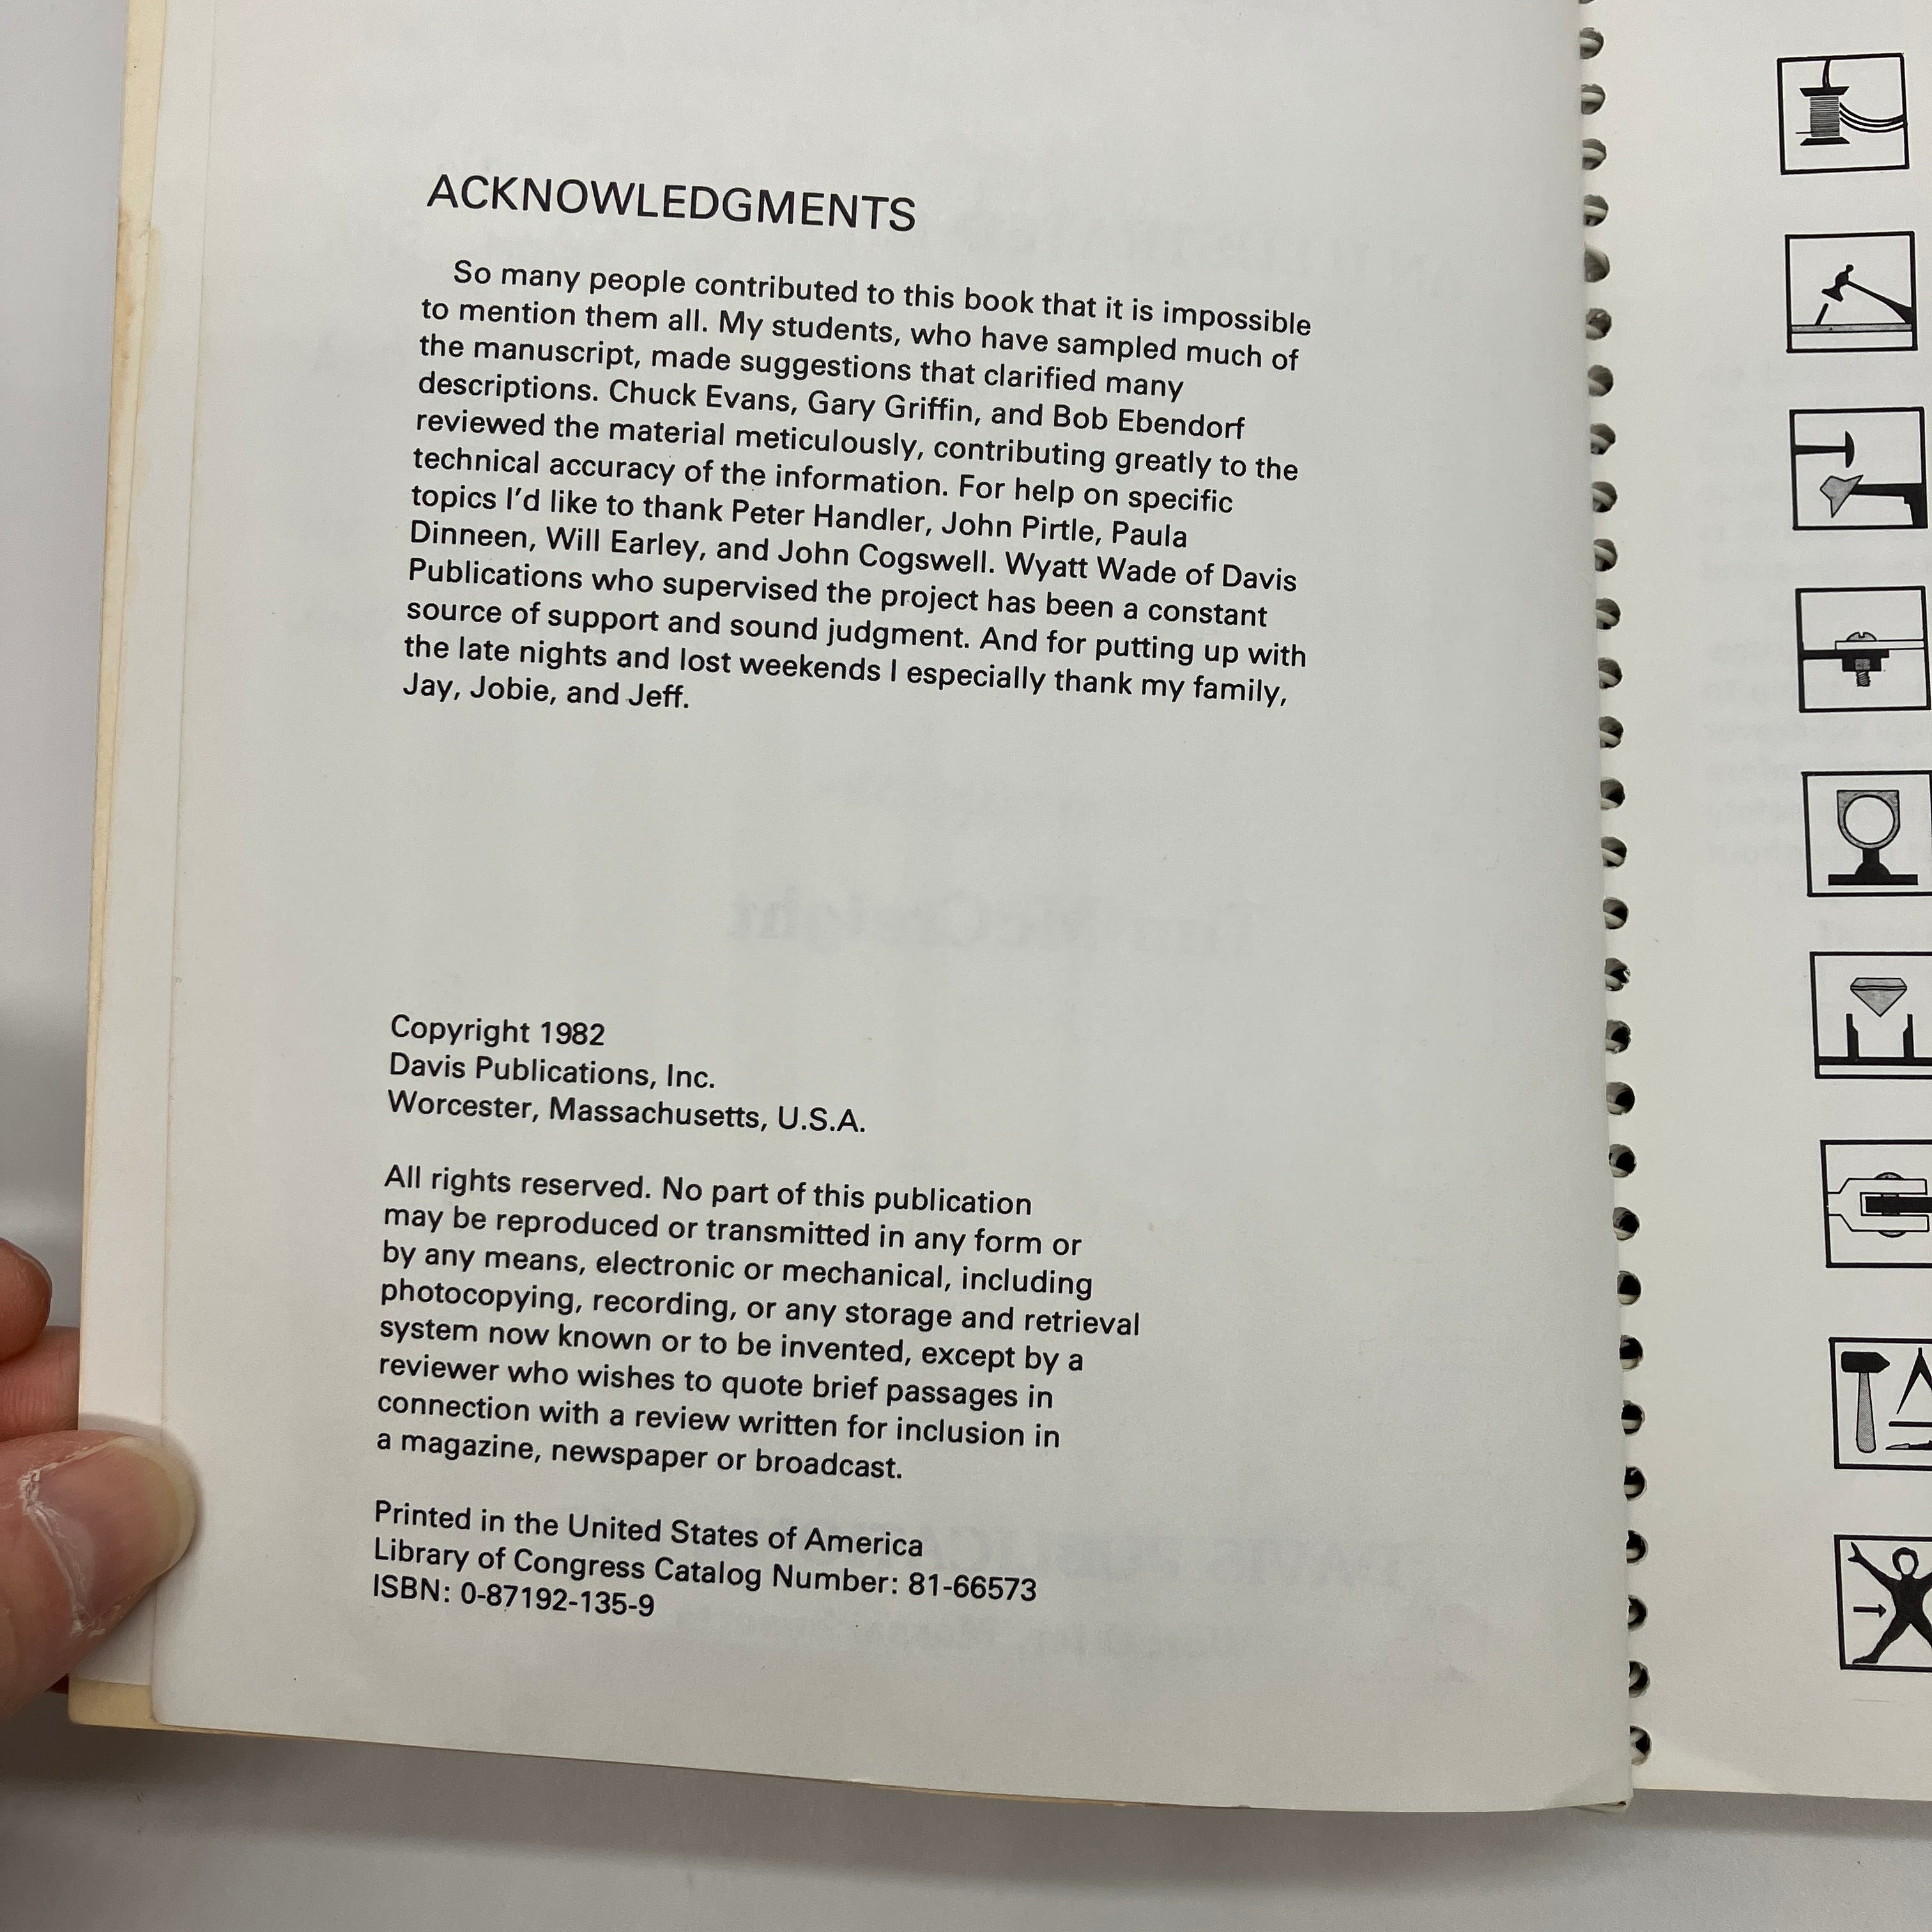 ACKNOWLEDGMENTS
So many people contributed to this book that it is impossible
to mention them all. My students, who have sampled much of
the manuscript, made suggestions that clarified many
descriptions. Chuck Evans, Gary Griffin, and Bob Ebendorf
reviewed the material meticulously, contributing greatly to the
technical accuracy of the information. For help on specific
topics I'd like to thank Peter Handler, John Pirtle, Paula
Dinneen, Will Earley, and John Cogswell. Wyatt Wade of Davis
Publications who supervised the project has been a constant
source of support and sound judgment. And for putting up with
the late nights and lost weekends I especially thank my family,
Jay, Jobie, and Jeff.
Copyright 1982
Davis Publications, Inc.
Worcester, Massachusetts, U.S.A.
All rights reserved. No part of this publication
may be reproduced or transmitted in any form or
by any means, electronic or mechanical, including
photocopying, recording, or any storage and retrieval
system now known or to be invented, except by a
reviewer who wishes to quote brief passages in
connection with a review written for inclusion in
a magazine, newspaper or broadcast.
Printed in the United States of America
Library of Congress Catalog Number: 81-66573
ISBN: 0-87192-135-9